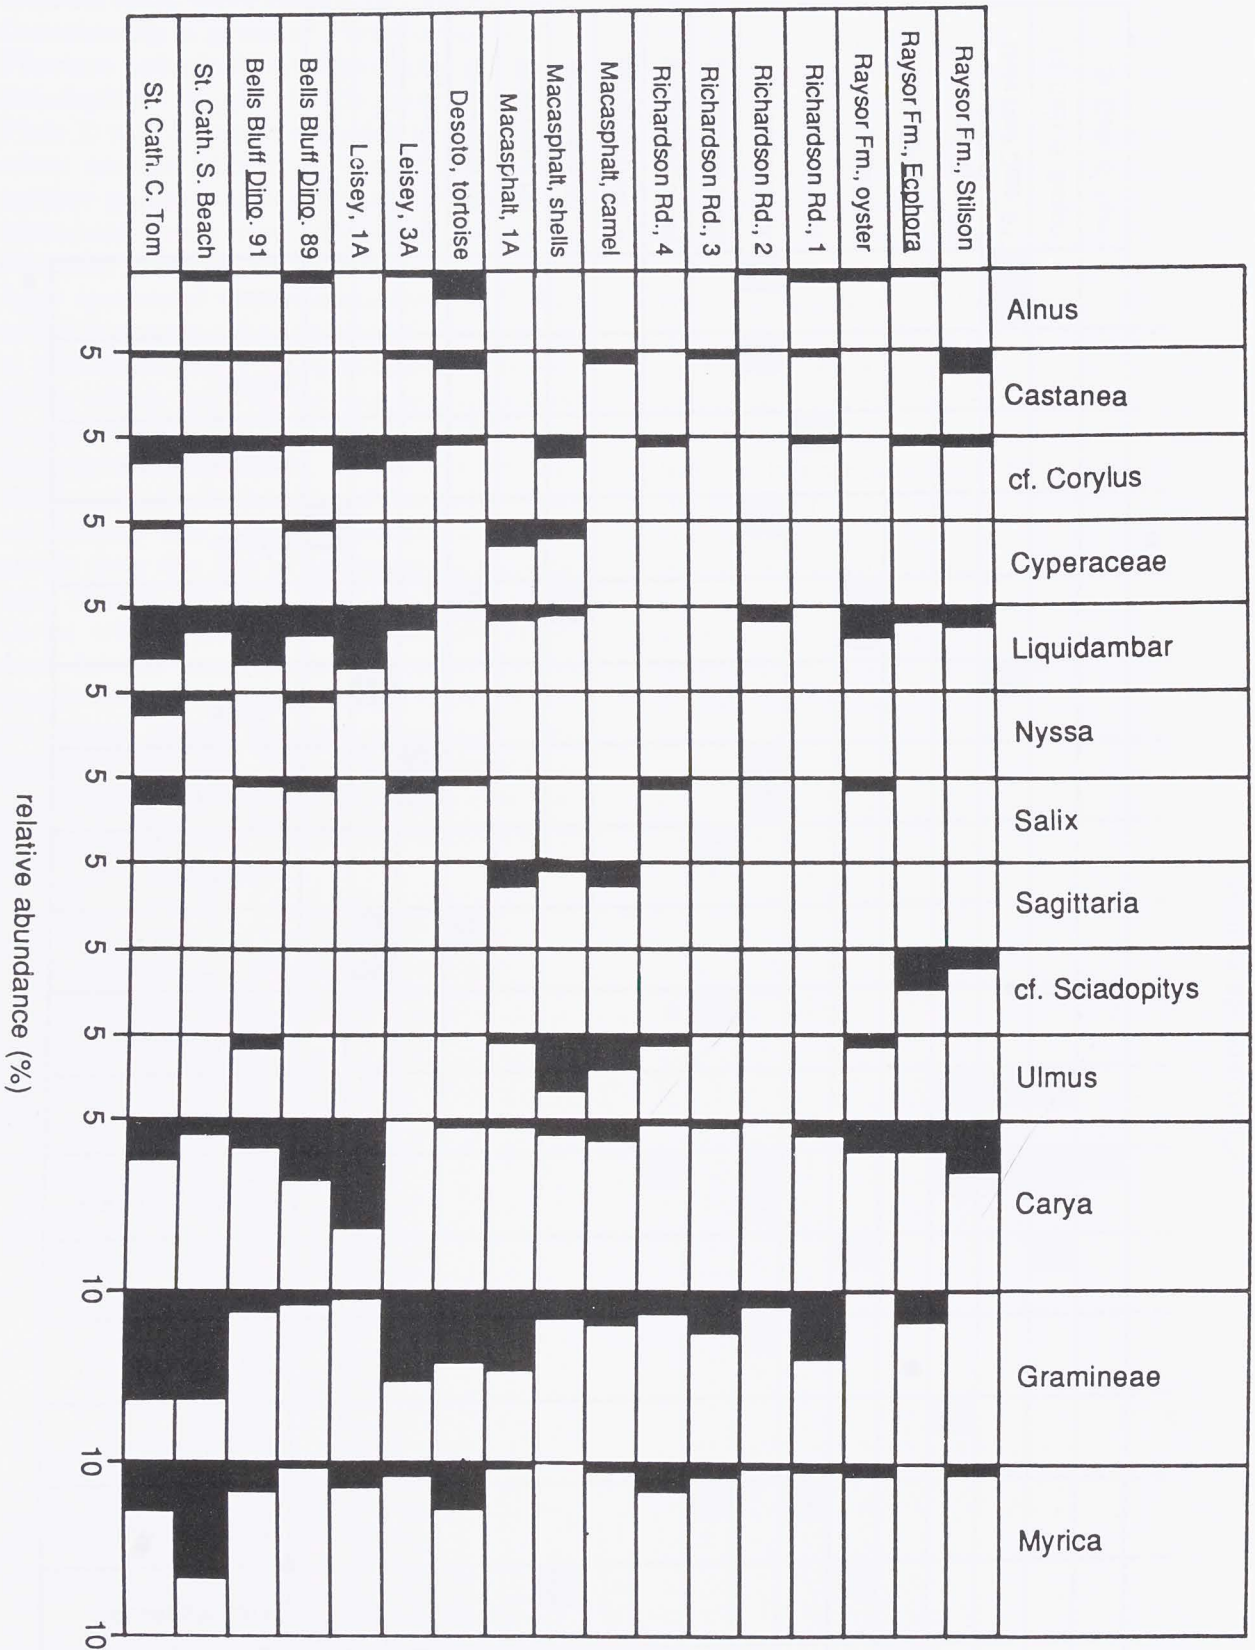 St. Cath. C. Tom
St. Cath. S. Beach
Bells Bluff Dino. 91
Bells Bluff Dino. 89
Leisey, 1A
Leisey, 3A
Desoto, tortoise
Macasphalt, 1A
Macasphalt, shells
Macasphalt, camel
Richardson Rd., 4
Richardson Rd., 3
Richardson Rd., 2
Richardson Rd., 1
Raysor Fm., oyster
Raysor Fm., Ecphora
Raysor Fm., Stilson
Alnus
5
Castanea
5
cf. Corylus
5
Cyperaceae
5
Liquidambar
5
Nyssa
5
Salix
5
Sagittaria
5
cf. Sciadopitys
5
Ulmus
5
Carya
10
Gramineae
10
Myrica
10
relative abundance (%)